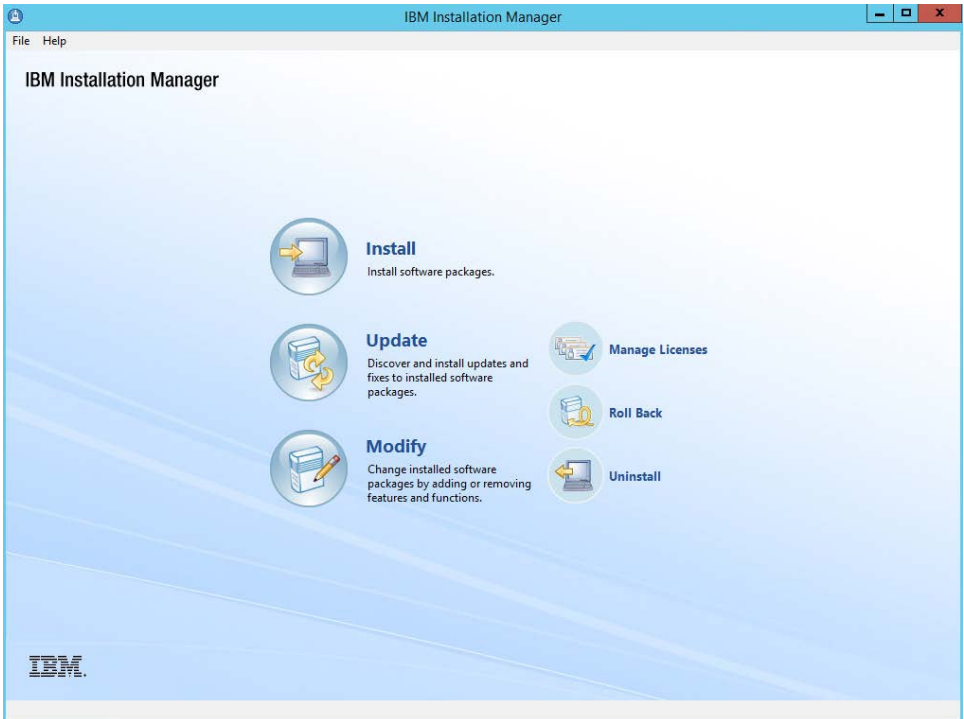 IBM Installation Manager
File Help
IBM Installation Manager
Install
Install software packages.
Update
Discover and install updates and
fixes to installed software
packages.
Modify
Change installed software
packages by adding or removing
features and functions.
Manage Licenses
Roll Back
Uninstall
IBM.